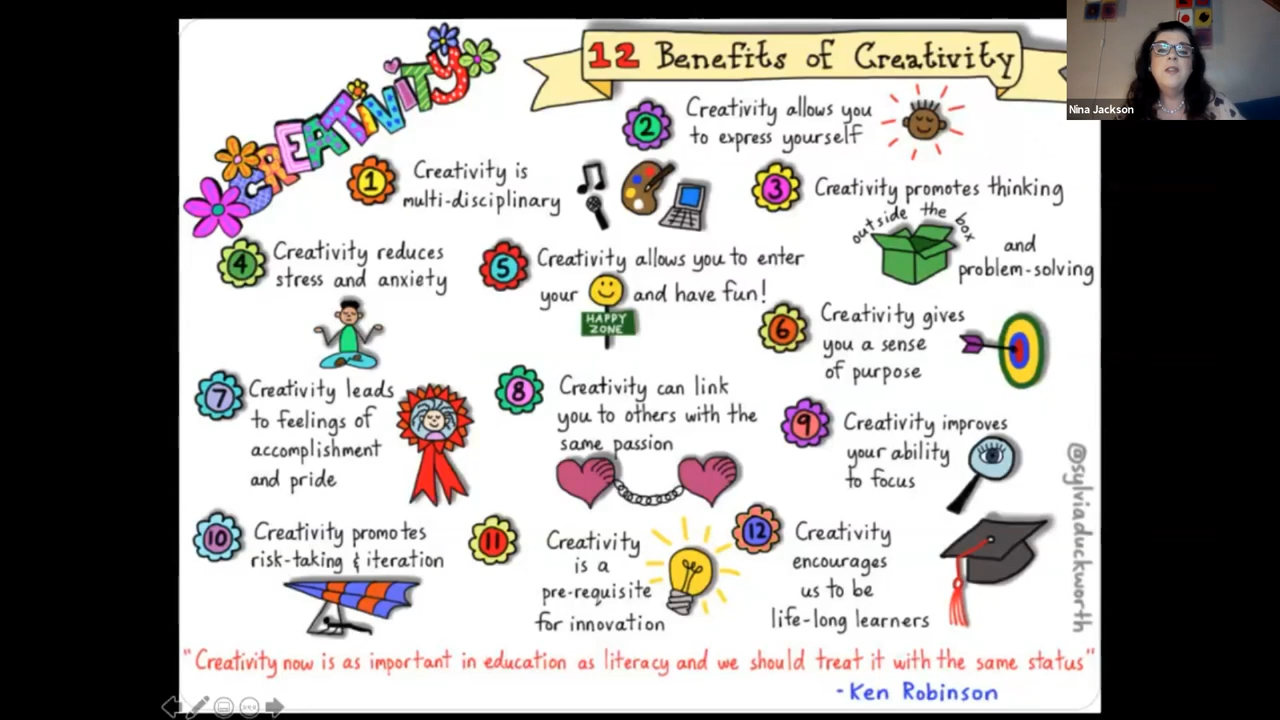 CREATIVITY
12 Benefits of Creativity
Nina Jackson
1
Creativity is
multi-disciplinary
2
Creativity allows you
to express yourself
3
Creativity promotes thinking
outside the box
and
problem-solving
4
Creativity reduces
stress and anxiety
5
Creativity allows you to enter
your and have fun!
HAPPY
ZONE
6
Creativity gives
you a sense
of purpose
7
Creativity leads
to feelings of
accomplishment
and pride
8
Creativity can link
you to others with the
same passion
9
Creativity improves
your ability
to focus
10
Creativity promotes
risk-taking & iteration
11
Creativity
is a
pre-requisite
for innovation
12
Creativity
encourages
us to be
life-long learners
@sylviaduckworth
"Creativity now is as important in education as literacy and we should treat it with the same status"
- Ken Robinson